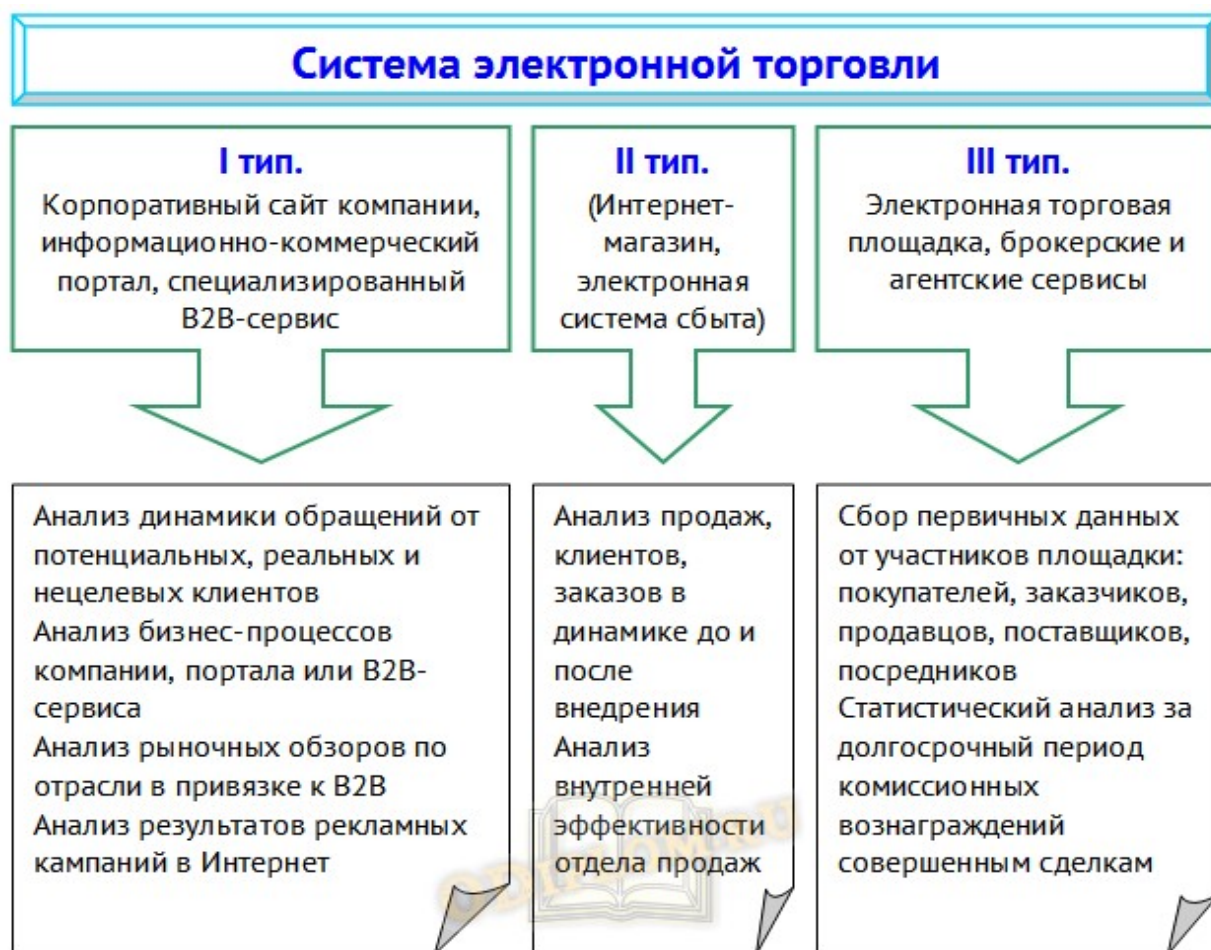 Система электронной торговли
I тип.
Корпоративный сайт компании,
информационно-коммерческий
портал, специализированный
B2B-сервис
II тип.
(Интернет-
магазин,
электронная
система сбыта)
III тип.
Электронная торговая
площадка, брокерские и
агентские сервисы
Анализ динамики обращений от
потенциальных, реальных и
нецелевых клиентов
Анализ бизнес-процессов
компании, портала или B2B-
сервиса
Анализ рыночных обзоров по
отрасли в привязке к B2B
Анализ результатов рекламных
кампаний в Интернет
Анализ продаж,
клиентов,
заказов в
динамике до и
после
внедрения
Анализ
внутренней
эффективности
отдела продаж
Сбор первичных данных
от участников площадки:
покупателей, заказчиков,
продавцов, поставщиков,
посредников
Статистический анализ за
долгосрочный период
комиссионных
вознаграждений
совершенным сделкам